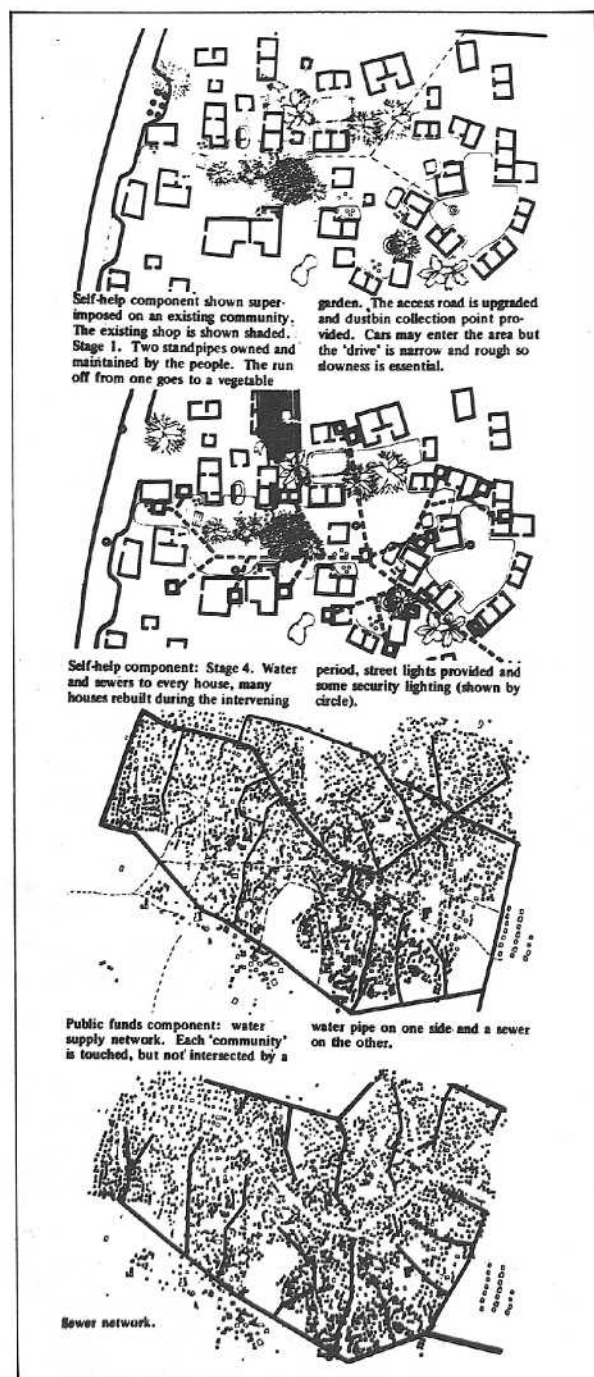 Self-help component shown super-
imposed on an existing community.
The existing shop is shown shaded.
Stage 1. Two standpipes owned and
maintained by the people. The run
off from one goes to a vegetable
garden. The access road is upgraded
and dustbin collection point pro-
vided. Cars may enter the area but
the 'drive' is narrow and rough so
slowness is essential.
Self-help component: Stage 4. Water
and sewers to every house, many
houses rebuilt during the intervening
period, street lights provided and
some security lighting (shown by
circle).
Public funds component: water
supply network. Each 'community'
is touched, but not intersected by a
water pipe on one side and a sewer
on the other.
Sewer network.